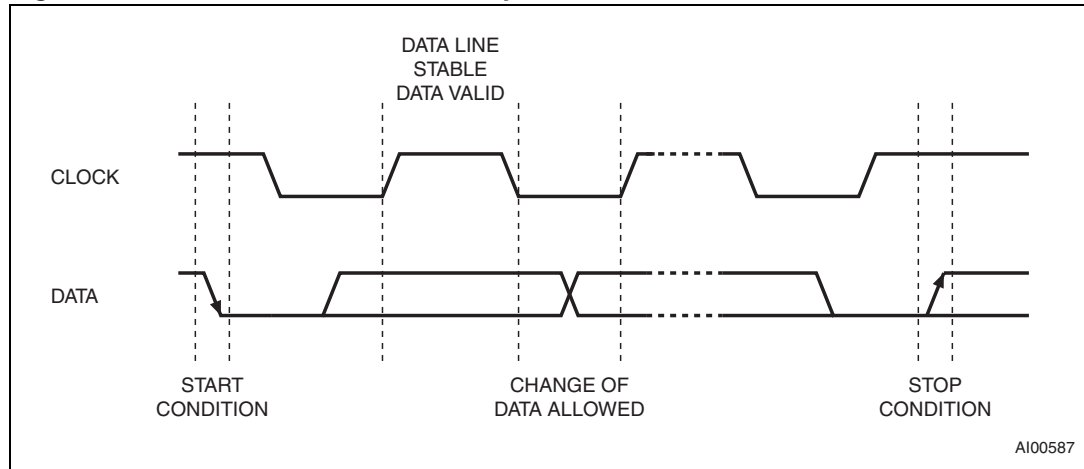 DATA LINE
STABLE
DATA VALID
CLOCK
DATA
START
CONDITION
CHANGE OF
DATA ALLOWED
STOP
CONDITION
AI00587